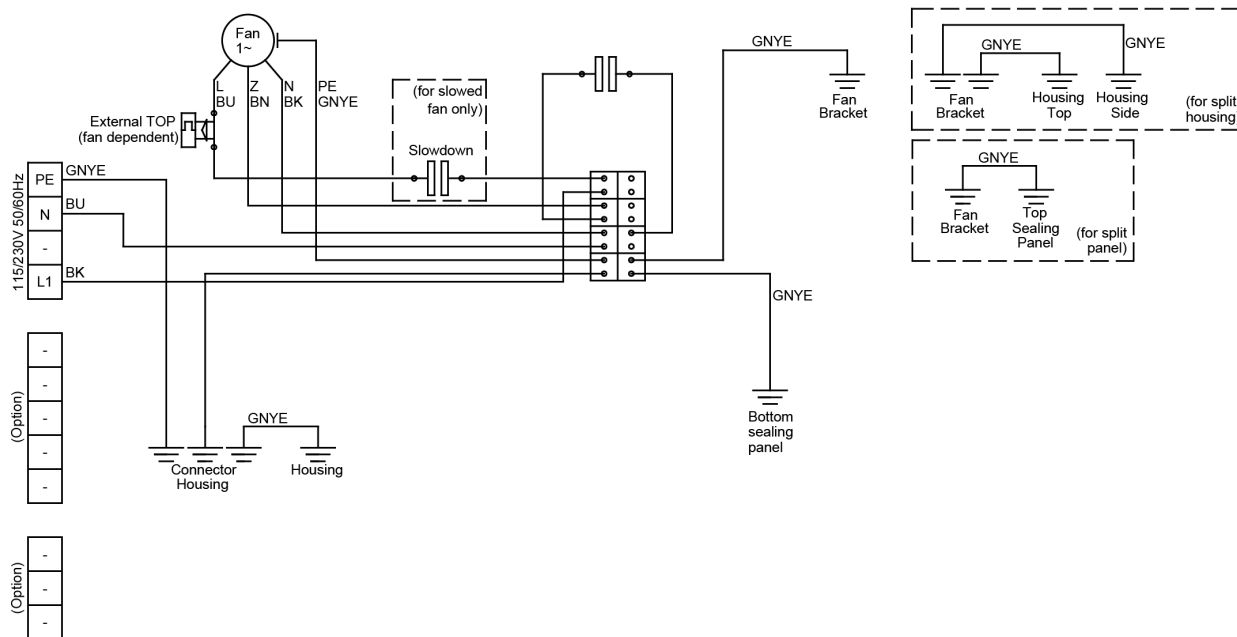 Fan
1~
L
BU
Z
BN
N
BK
PE
GNYE
External TOP
(fan dependent)
(for slowed
fan only)
Slowdown
GNYE
Fan
Bracket
GNYE
GNYE
Fan
Bracket
Housing
Top
Housing
Side
(for split
housing)
GNYE
Fan
Bracket
Top
Sealing
Panel
(for split
panel)
115/230V 50/60Hz
PE
GNYE
N
BU
-
L1
BK
GNYE
Bottom
sealing
panel
GNYE
Connector
Housing
Housing
(Option)
-
-
-
-
-
(Option)
-
-
-